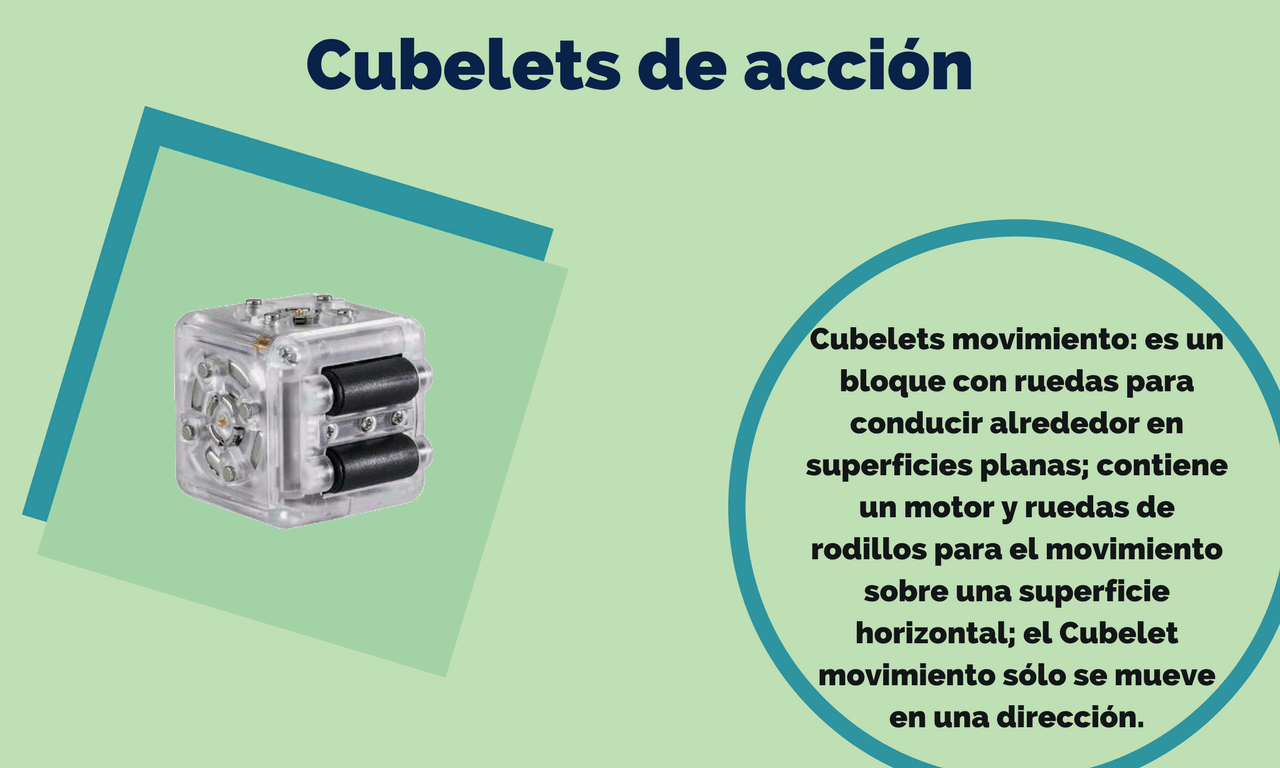 Cubelets de acción
Cubelets movimiento: es un
bloque con ruedas para
conducir alrededor en
superficies planas; contiene
un motor y ruedas de
rodillos para el movimiento
sobre una superficie
horizontal; el Cubelet
movimiento sólo se mueve
en una dirección.